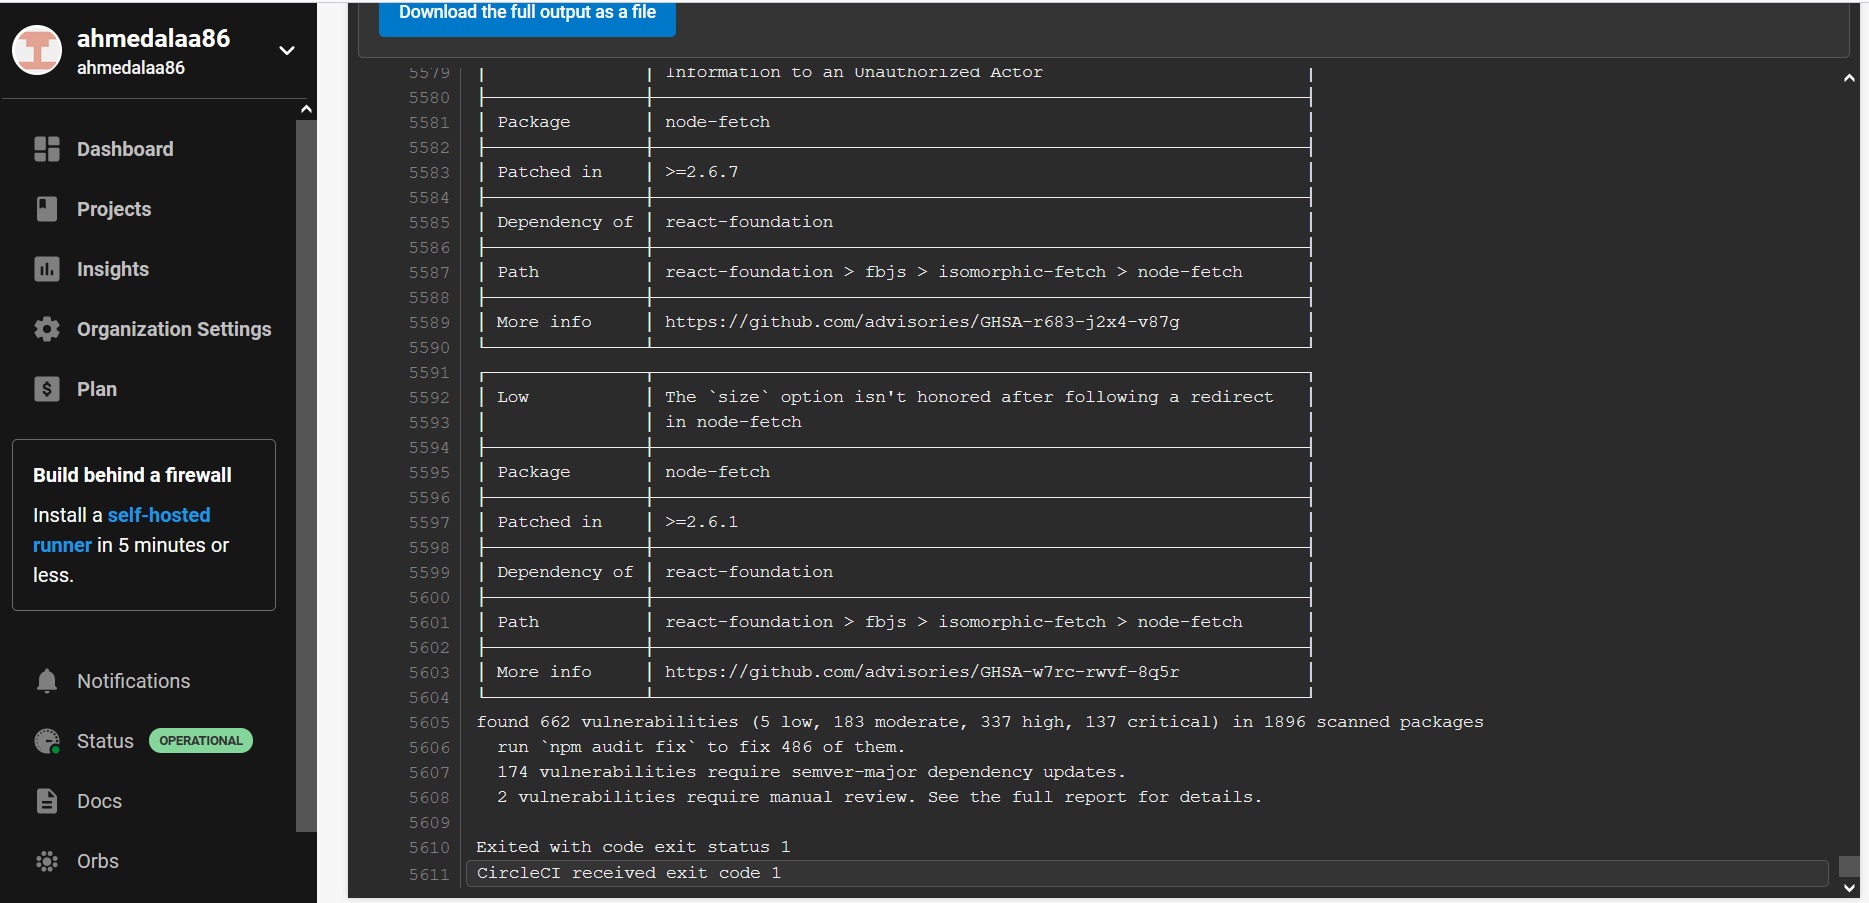 ahmedalaa86
ahmedalaa86
Dashboard
Projects
Insights
Organization Settings
Plan
Build behind a firewall
Install a self-hosted
runner in 5 minutes or
less.
Notifications
Status OPERATIONAL
Docs
Orbs
Download the full output as a file
5579 | | Information to an Unauthorized Actor |
5580
5581 | Package | node-fetch |
5582
5583 | Patched in | >=2.6.7 |
5584
5585 | Dependency of | react-foundation |
5586
5587 | Path | react-foundation > fbjs > isomorphic-fetch > node-fetch |
5588
5589 | More info | https://github.com/advisories/GHSA-r683-j2x4-v87g |
5590
5591
5592 | Low | The `size` option isn't honored after following a redirect |
5593 | | in node-fetch |
5594
5595 | Package | node-fetch |
5596
5597 | Patched in | >=2.6.1 |
5598
5599 | Dependency of | react-foundation |
5600
5601 | Path | react-foundation > fbjs > isomorphic-fetch > node-fetch |
5602
5603 | More info | https://github.com/advisories/GHSA-w7rc-rwvf-8q5r |
5604
5605 found 662 vulnerabilities (5 low, 183 moderate, 337 high, 137 critical) in 1896 scanned packages
5606 run `npm audit fix` to fix 486 of them.
5607 174 vulnerabilities require semver-major dependency updates.
5608 2 vulnerabilities require manual review. See the full report for details.
5609
5610 Exited with code exit status 1
5611 CircleCI received exit code 1